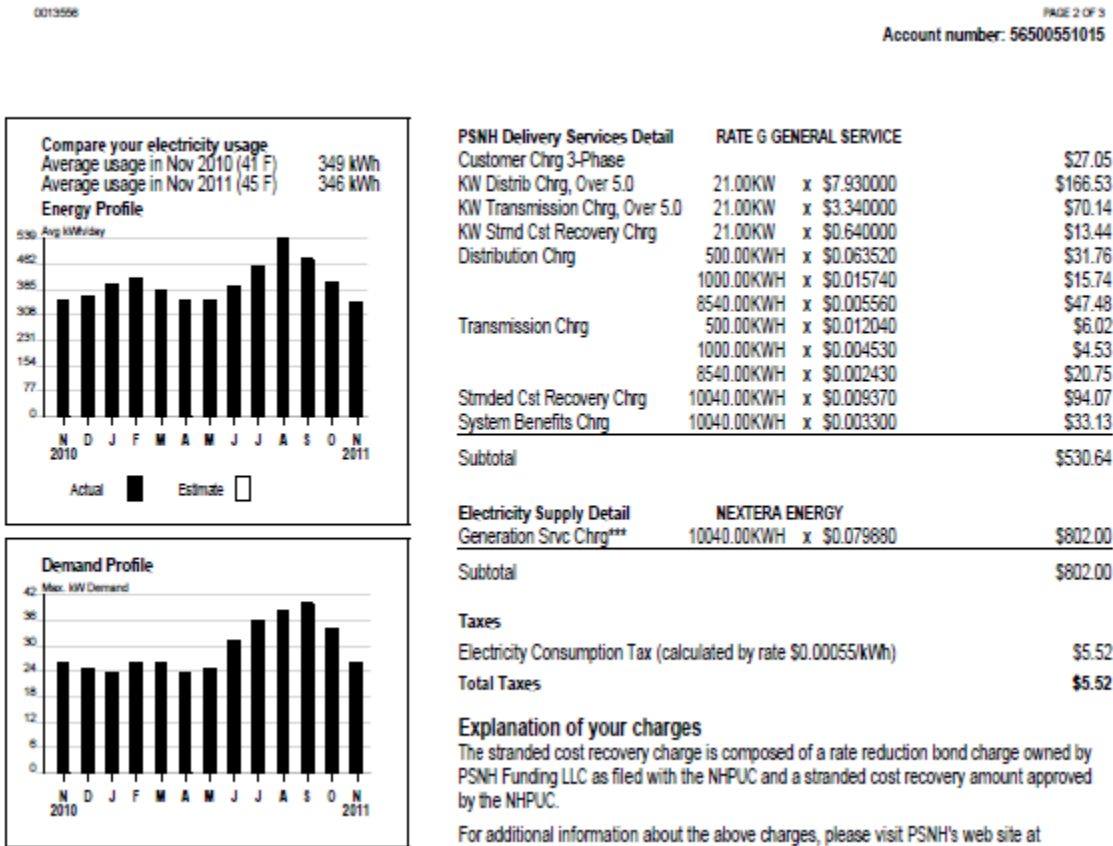 0013556
PAGE 2 OF 3
Account number: 56500551015
Compare your electricity usage
Average usage in Nov 2010 (41 F) 349 kWh
Average usage in Nov 2011 (45 F) 346 kWh
Energy Profile
Avg kWh/day
539
462
385
308
231
154
77
0
N D J F M A M J J A S O N
2010 2011
Actual Estimate
Demand Profile
Max. kW Demand
42
36
30
24
18
12
6
0
N D J F M A M J J A S O N
2010 2011
PSNH Delivery Services Detail RATE G GENERAL SERVICE
Customer Chrg 3-Phase $27.05
KW Distrib Chrg, Over 5.0 21.00KW x $7.930000 $166.53
KW Transmission Chrg, Over 5.0 21.00KW x $3.340000 $70.14
KW Strnd Cst Recovery Chrg 21.00KW x $0.640000 $13.44
Distribution Chrg 500.00KWH x $0.063520 $31.76
1000.00KWH x $0.015740 $15.74
8540.00KWH x $0.005560 $47.48
Transmission Chrg 500.00KWH x $0.012040 $6.02
1000.00KWH x $0.004530 $4.53
8540.00KWH x $0.002430 $20.75
Strnded Cst Recovery Chrg 10040.00KWH x $0.009370 $94.07
System Benefits Chrg 10040.00KWH x $0.003300 $33.13
Subtotal $530.64
Electricity Supply Detail NEXTERA ENERGY
Generation Srvc Chrg*** 10040.00KWH x $0.079880 $802.00
Subtotal $802.00
Taxes
Electricity Consumption Tax (calculated by rate $0.00055/kWh) $5.52
Total Taxes $5.52
Explanation of your charges
The stranded cost recovery charge is composed of a rate reduction bond charge owned by
PSNH Funding LLC as filed with the NHPUC and a stranded cost recovery amount approved
by the NHPUC.
For additional information about the above charges, please visit PSNH's web site at